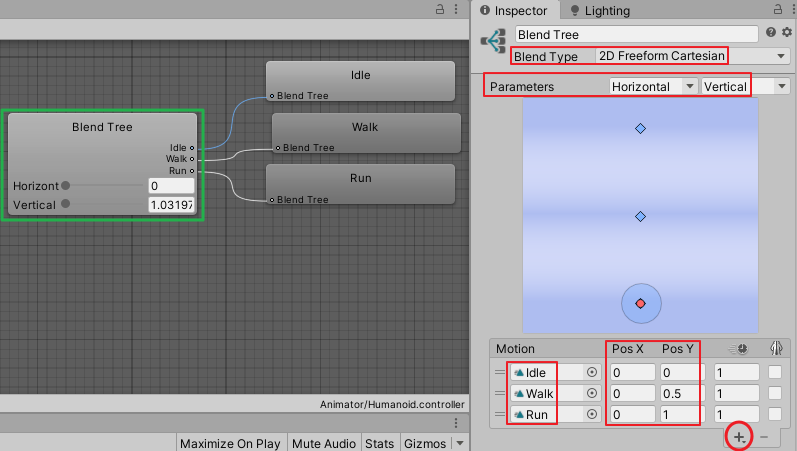 Inspector
Lighting
Blend Tree
Blend Type 2D Freeform Cartesian
Parameters Horizontal Vertical
Blend Tree
Idle
Walk
Run
Horizont 0
Vertical 1.03197
Idle
Blend Tree
Walk
Blend Tree
Run
Blend Tree
Motion Pos X Pos Y
Idle 0 0 1
Walk 0 0.5 1
Run 0 1 1
Animator/Humanoid.controller
Maximize On Play Mute Audio Stats Gizmos